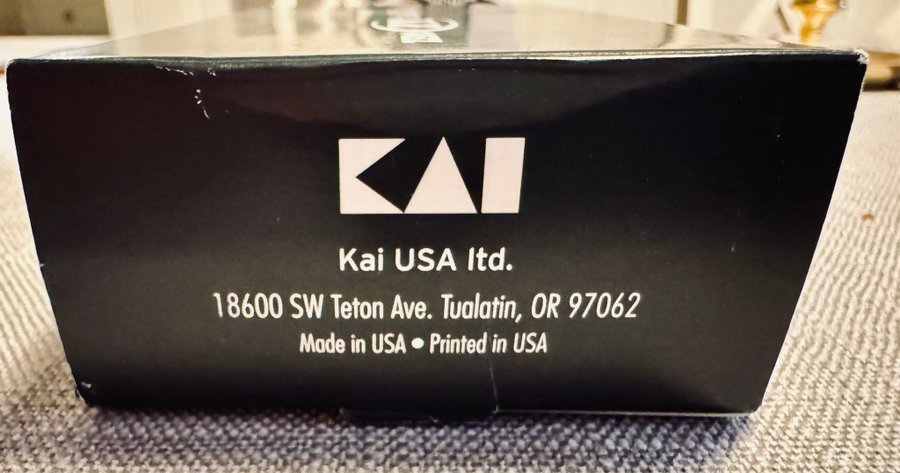 KAI
Kai USA ltd.
18600 SW Teton Ave. Tualatin, OR 97062
Made in USA • Printed in USA